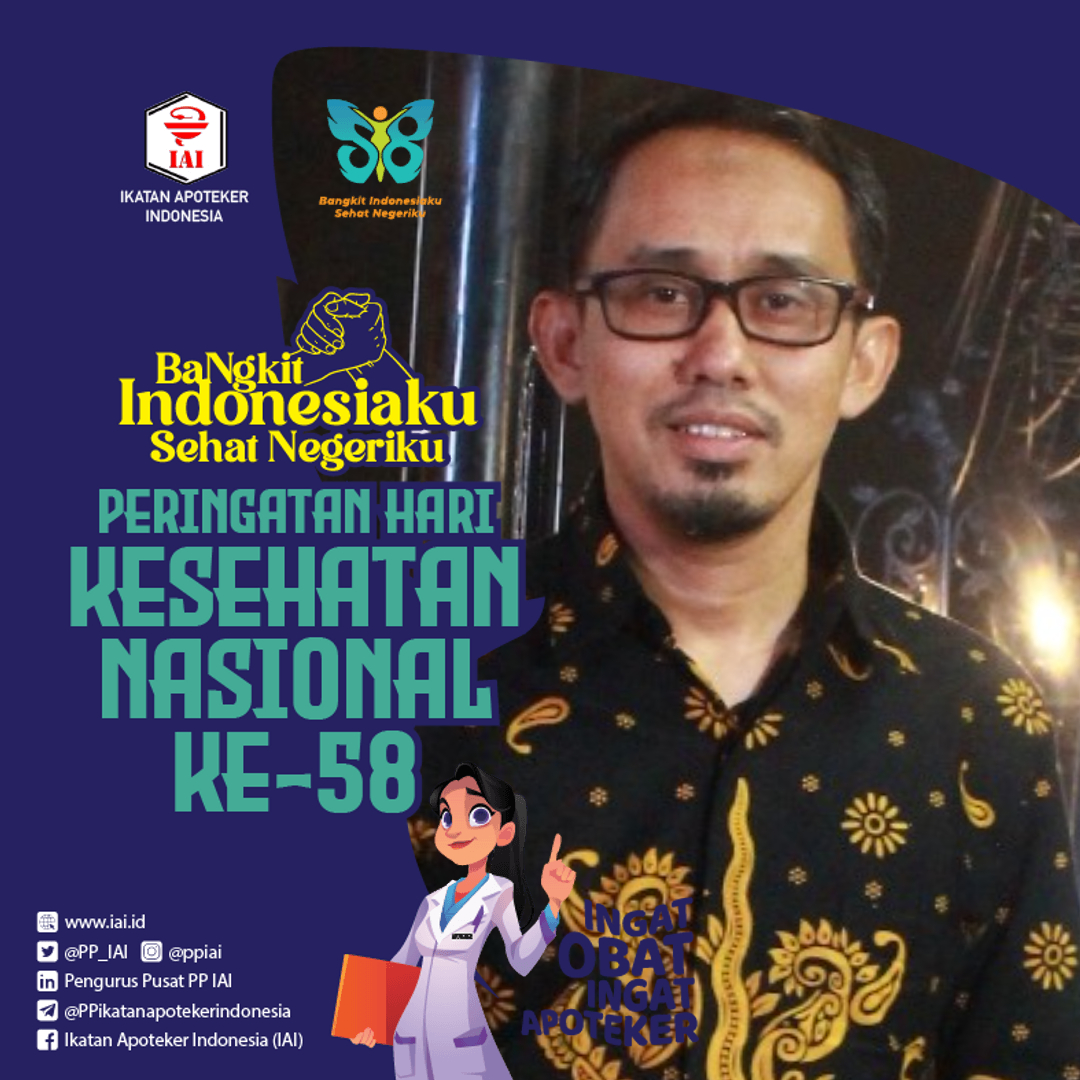 IAI
IKATAN APOTEKER
INDONESIA
58
Bangkit Indonesiaku
Sehat Negeriku
BaNgkit
Indonesiaku
Sehat Negeriku
PERINGATAN HARI
KESEHATAN
NASIONAL
KE-58
www.iai.id
@PP_IAI @ppiai
Pengurus Pusat PP IAI
@PPikatanapotekerindonesia
Ikatan Apoteker Indonesia (IAI)
INGAT
OBAT
INGAT
APOTEKER